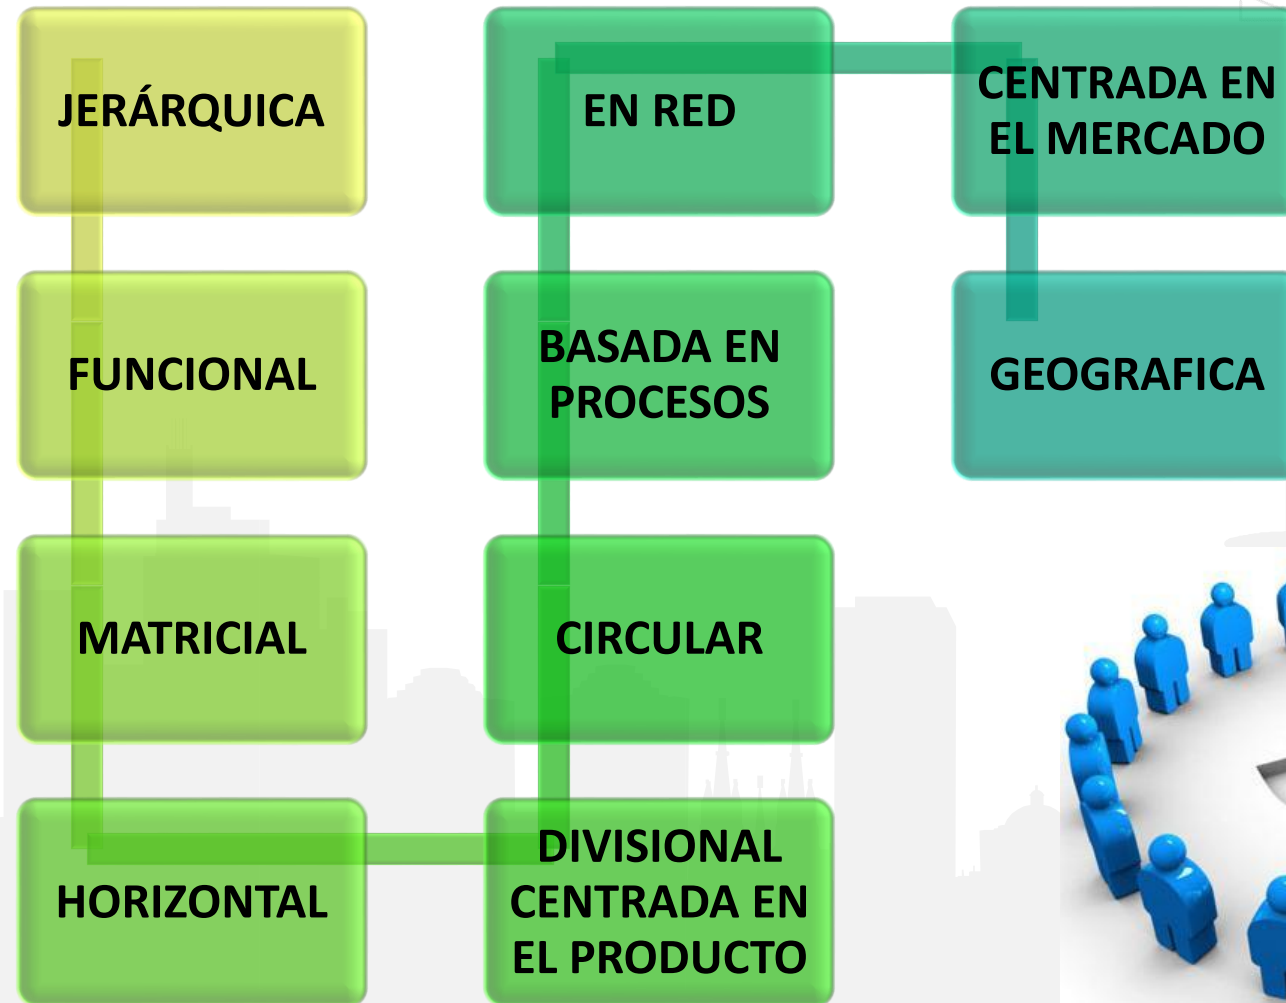 JERÁRQUICA
FUNCIONAL
MATRICIAL
HORIZONTAL
DIVISIONAL
CENTRADA EN
EL PRODUCTO
CIRCULAR
BASADA EN
PROCESOS
EN RED
CENTRADA EN
EL MERCADO
GEOGRAFICA